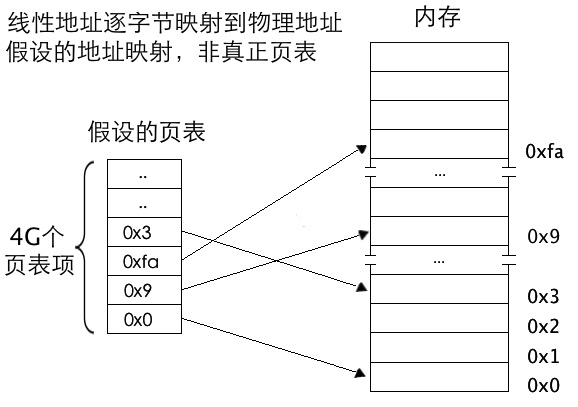 线性地址逐字节映射到物理地址
假设的地址映射，非真正页表
内存
假设的页表
4G个
页表项
..
..
0x3
0xfa
0x9
0x0
0xfa
...
0x9
...
0x3
0x2
0x1
0x0